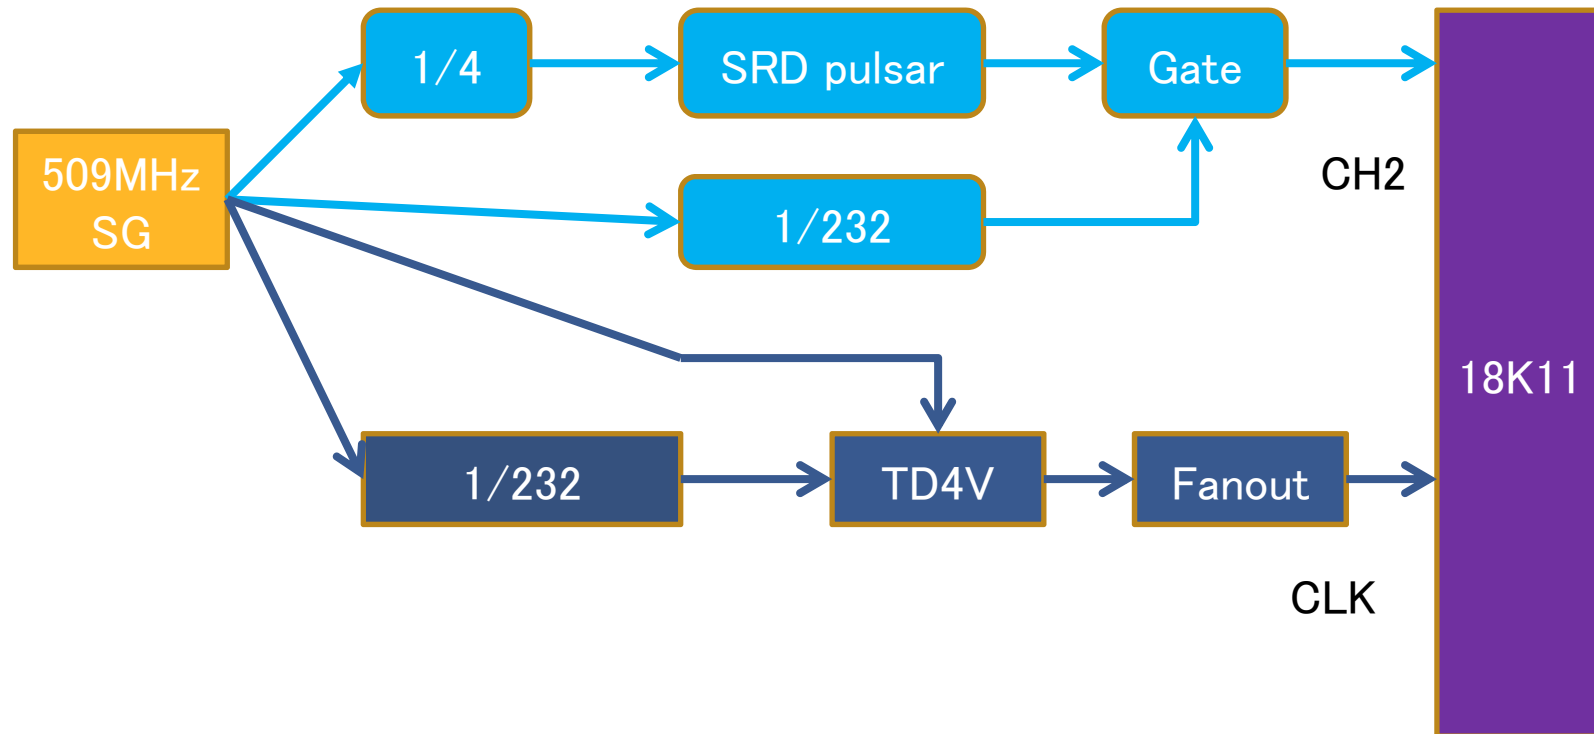 1/4
SRD pulsar
Gate
509MHz
SG
CH2
1/232
18K11
1/232
TD4V
Fanout
CLK